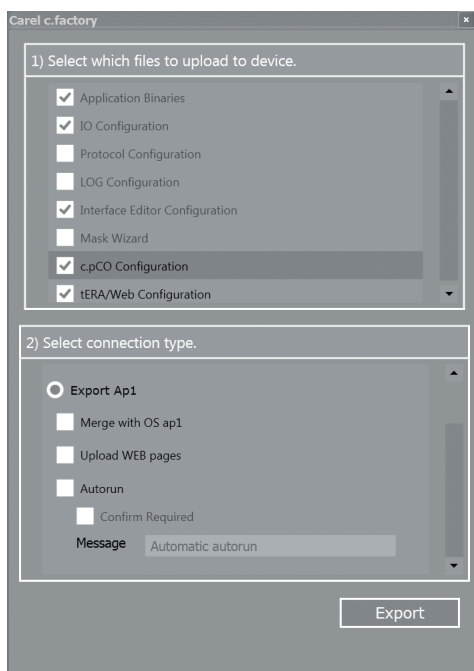 Carel c.factory
1) Select which files to upload to device.
Application Binaries
IO Configuration
Protocol Configuration
LOG Configuration
Interface Editor Configuration
Mask Wizard
c.pCO Configuration
tERA/Web Configuration
2) Select connection type.
Export Ap1
Merge with OS ap1
Upload WEB pages
Autorun
Confirm Required
Message Automatic autorun
Export